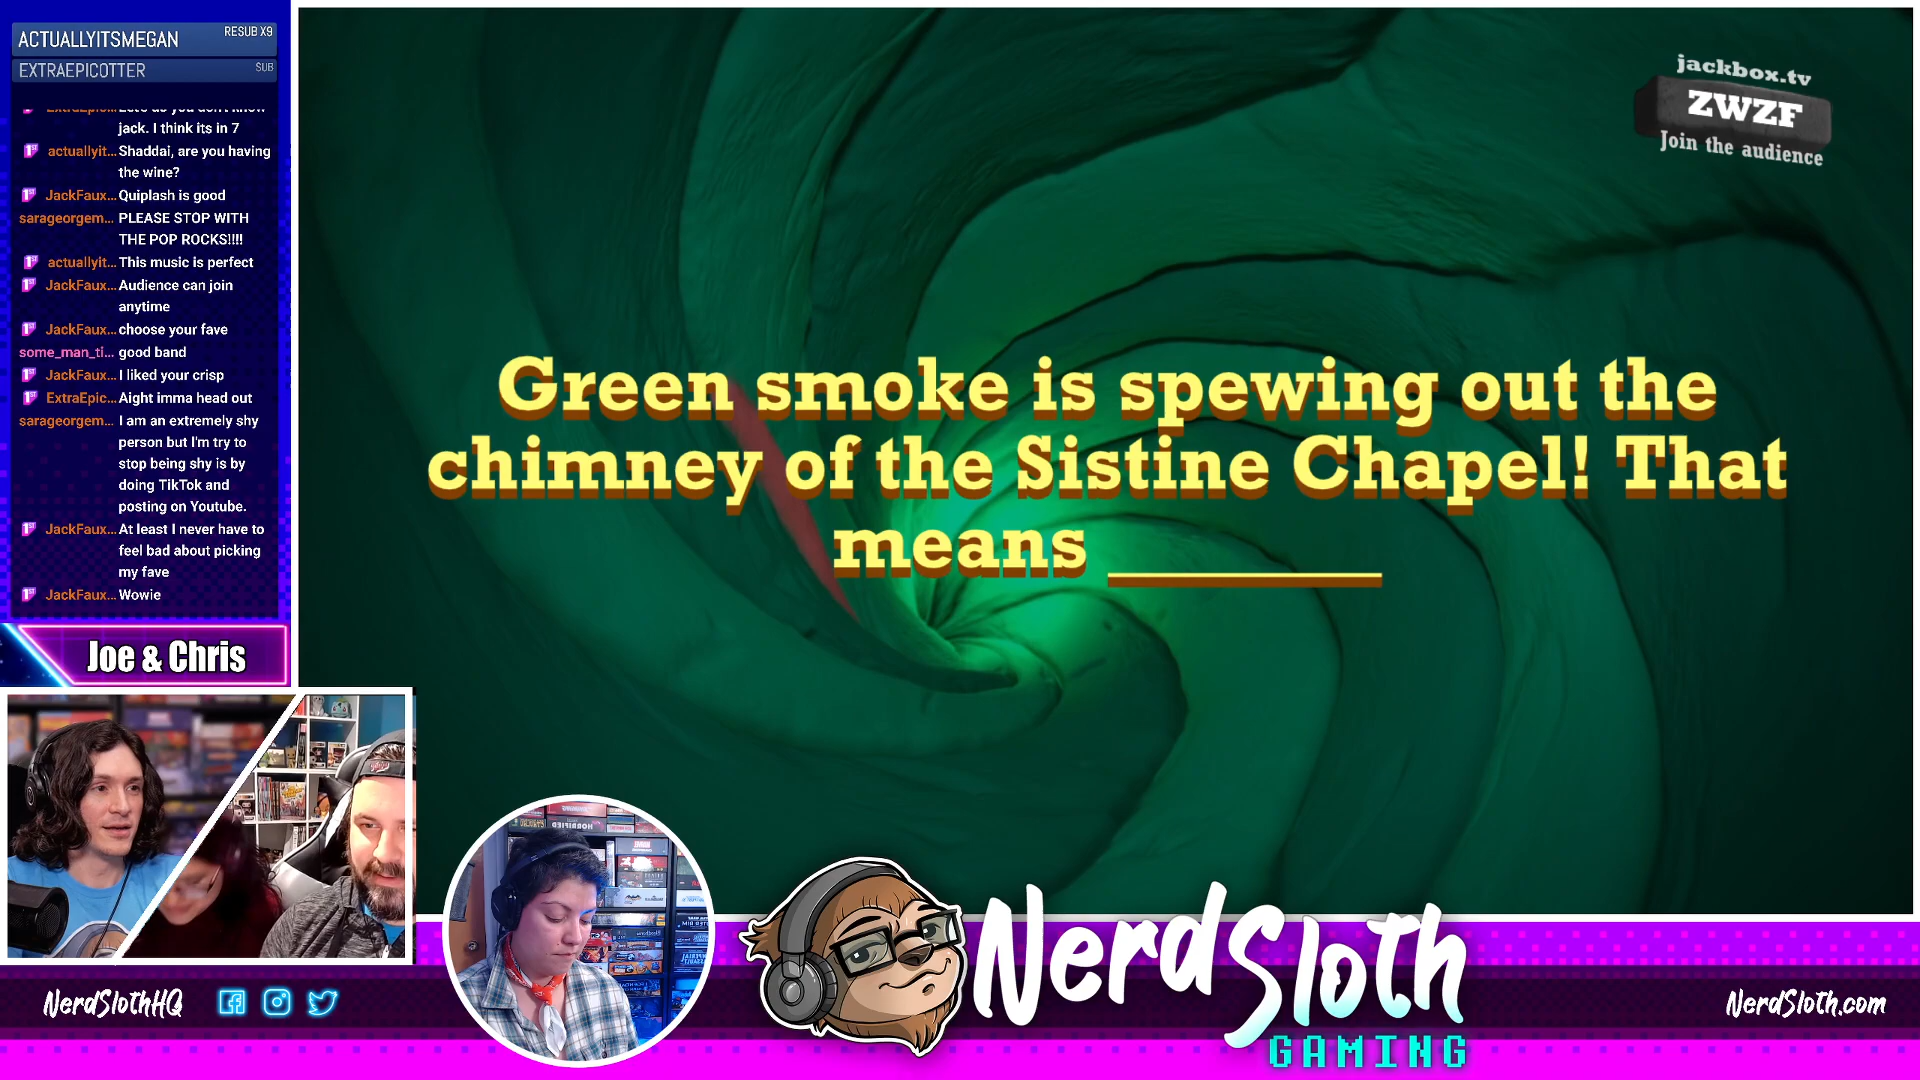 ACTUALLYITSMEGAN RESUB X9
EXTRAEPICOTTER SUB
jack. I think its in 7
actuallyit... Shaddai, are you having
the wine?
JackFaux... Quiplash is good
sarageorgem... PLEASE STOP WITH
THE POP ROCKS!!!!
actuallyit... This music is perfect
JackFaux... Audience can join
anytime
JackFaux... choose your fave
some_man_ti... good band
JackFaux... I liked your crisp
ExtraEpic... Aight imma head out
sarageorgem... I am an extremely shy
person but I'm try to
stop being shy is by
doing TikTok and
posting on Youtube.
JackFaux... At least I never have to
feel bad about picking
my fave
JackFaux... Wowie
Joe & Chris
jackbox.tv
ZWZF
Join the audience
Green smoke is spewing out the
chimney of the Sistine Chapel! That
means ________
HORRIFIED
NerdSlothHQ
NerdSloth
GAMING
NerdSloth.com